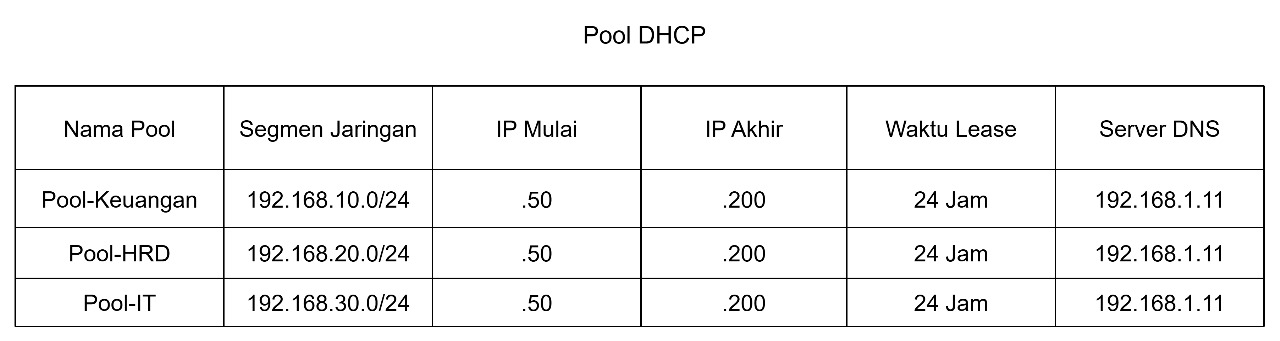 Pool DHCP
Nama Pool Segmen Jaringan IP Mulai IP Akhir Waktu Lease Server DNS
Pool-Keuangan 192.168.10.0/24 .50 .200 24 Jam 192.168.1.11
Pool-HRD 192.168.20.0/24 .50 .200 24 Jam 192.168.1.11
Pool-IT 192.168.30.0/24 .50 .200 24 Jam 192.168.1.11